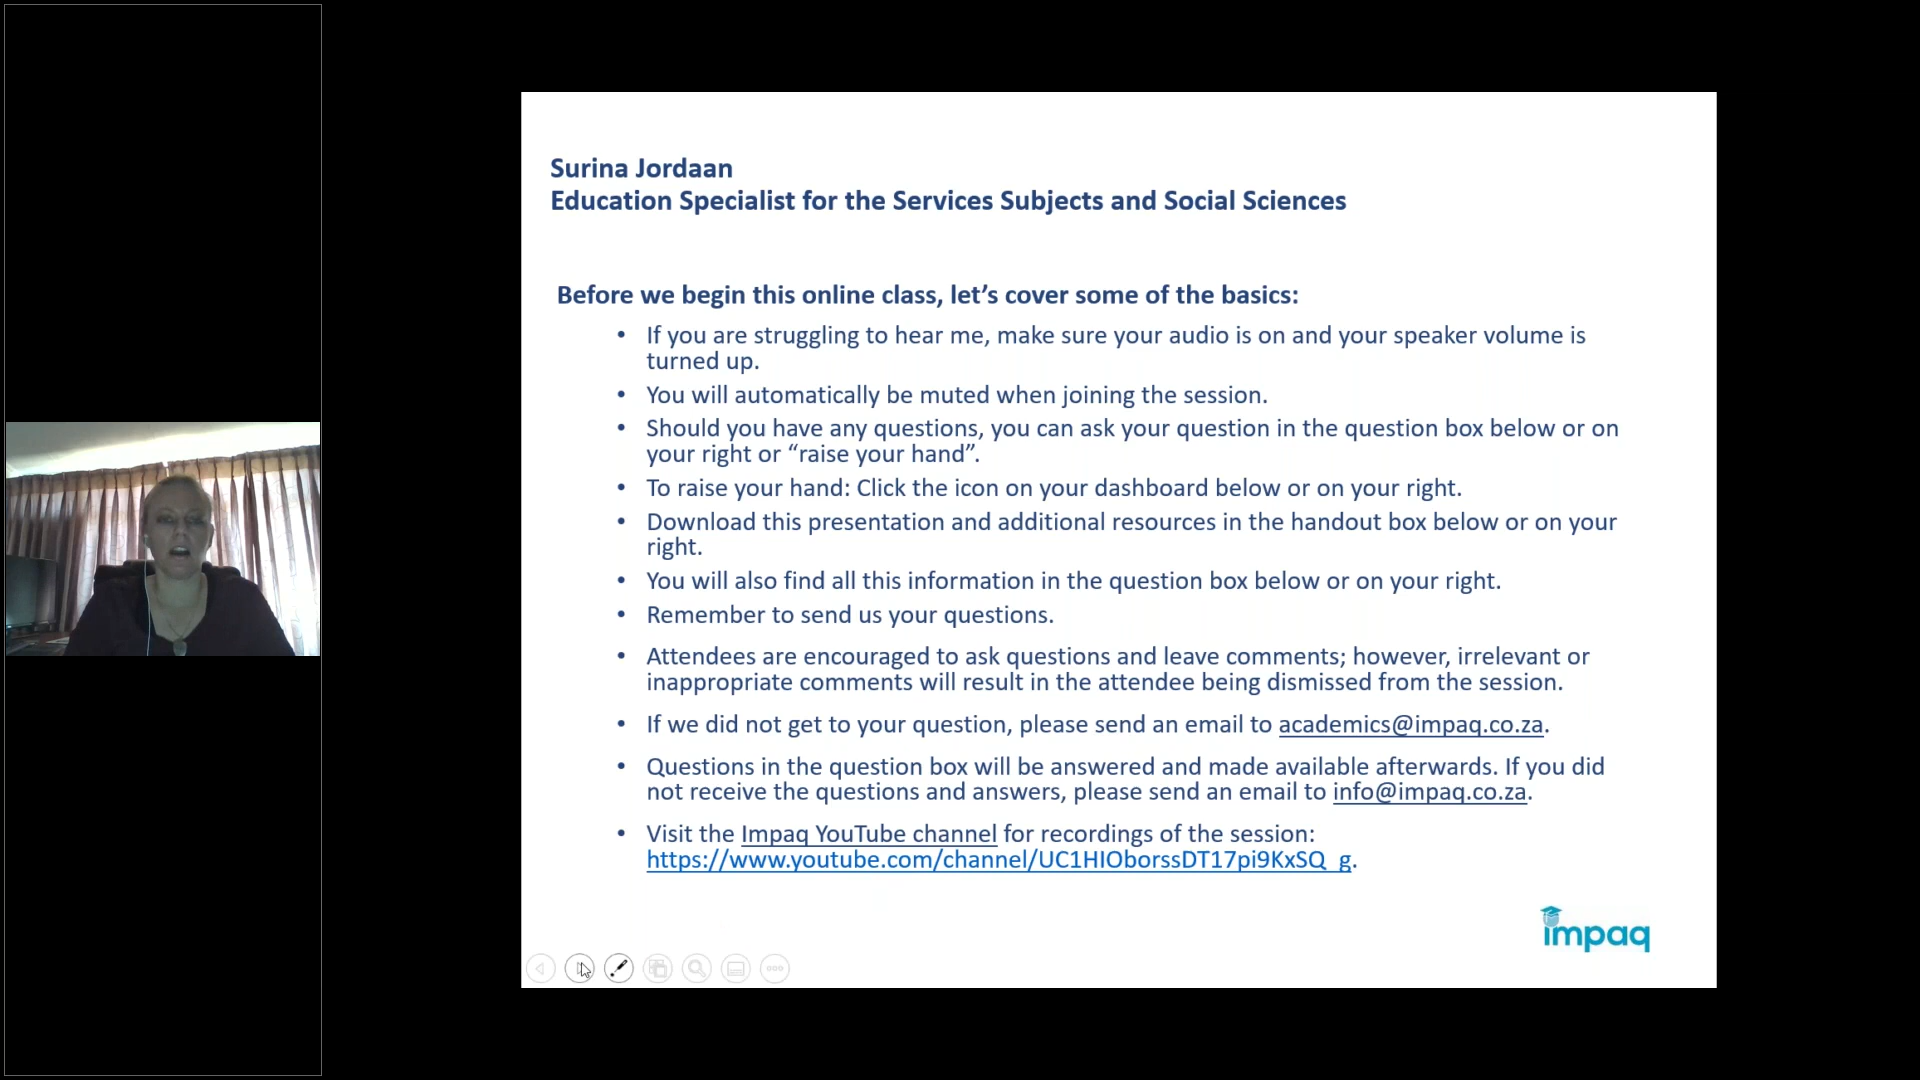 Surina Jordaan
Education Specialist for the Services Subjects and Social Sciences
Before we begin this online class, let’s cover some of the basics:
• If you are struggling to hear me, make sure your audio is on and your speaker volume is
turned up.
• You will automatically be muted when joining the session.
• Should you have any questions, you can ask your question in the question box below or on
your right or “raise your hand”.
• To raise your hand: Click the icon on your dashboard below or on your right.
• Download this presentation and additional resources in the handout box below or on your
right.
• You will also find all this information in the question box below or on your right.
• Remember to send us your questions.
• Attendees are encouraged to ask questions and leave comments; however, irrelevant or
inappropriate comments will result in the attendee being dismissed from the session.
• If we did not get to your question, please send an email to academics@impaq.co.za.
• Questions in the question box will be answered and made available afterwards. If you did
not receive the questions and answers, please send an email to info@impaq.co.za.
• Visit the Impaq YouTube channel for recordings of the session:
https://www.youtube.com/channel/UC1HIOborssDT17pi9KxSQ_g.
impaq